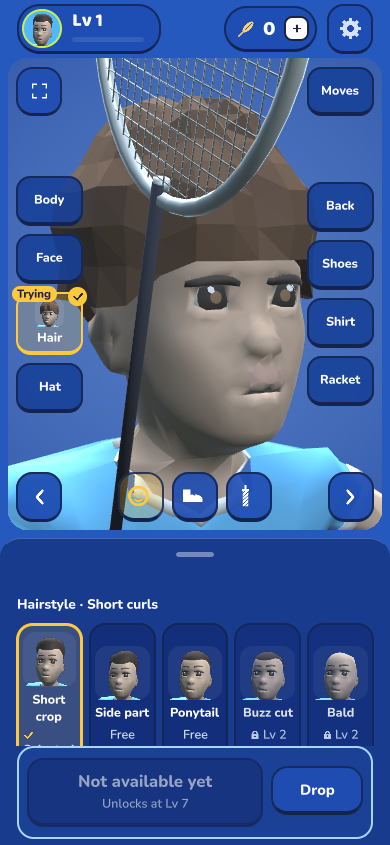 Lv 1
0
+
Moves
Body
Back
Face
Shoes
Trying
Hair
Shirt
Hat
Racket
Hairstyle · Short curls
Short
crop
Side part
Free
Ponytail
Free
Buzz cut
Lv 2
Bald
Lv 2
Not available yet
Unlocks at Lv 7
Drop